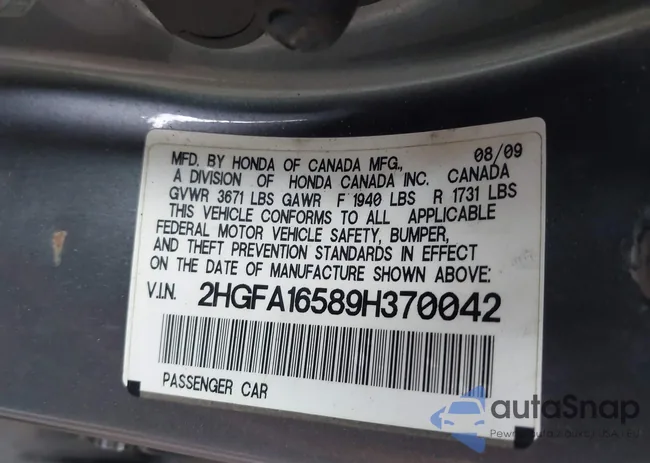 MFD. BY HONDA OF CANADA MFG., 08/09
A DIVISION OF HONDA CANADA INC. CANADA
GVWR 3671 LBS GAWR F 1940 LBS R 1731 LBS
THIS VEHICLE CONFORMS TO ALL APPLICABLE
FEDERAL MOTOR VEHICLE SAFETY, BUMPER,
AND THEFT PREVENTION STANDARDS IN EFFECT
ON THE DATE OF MANUFACTURE SHOWN ABOVE:
V.I.N. 2HGFA16589H370042
PASSENGER CAR
autoSnap